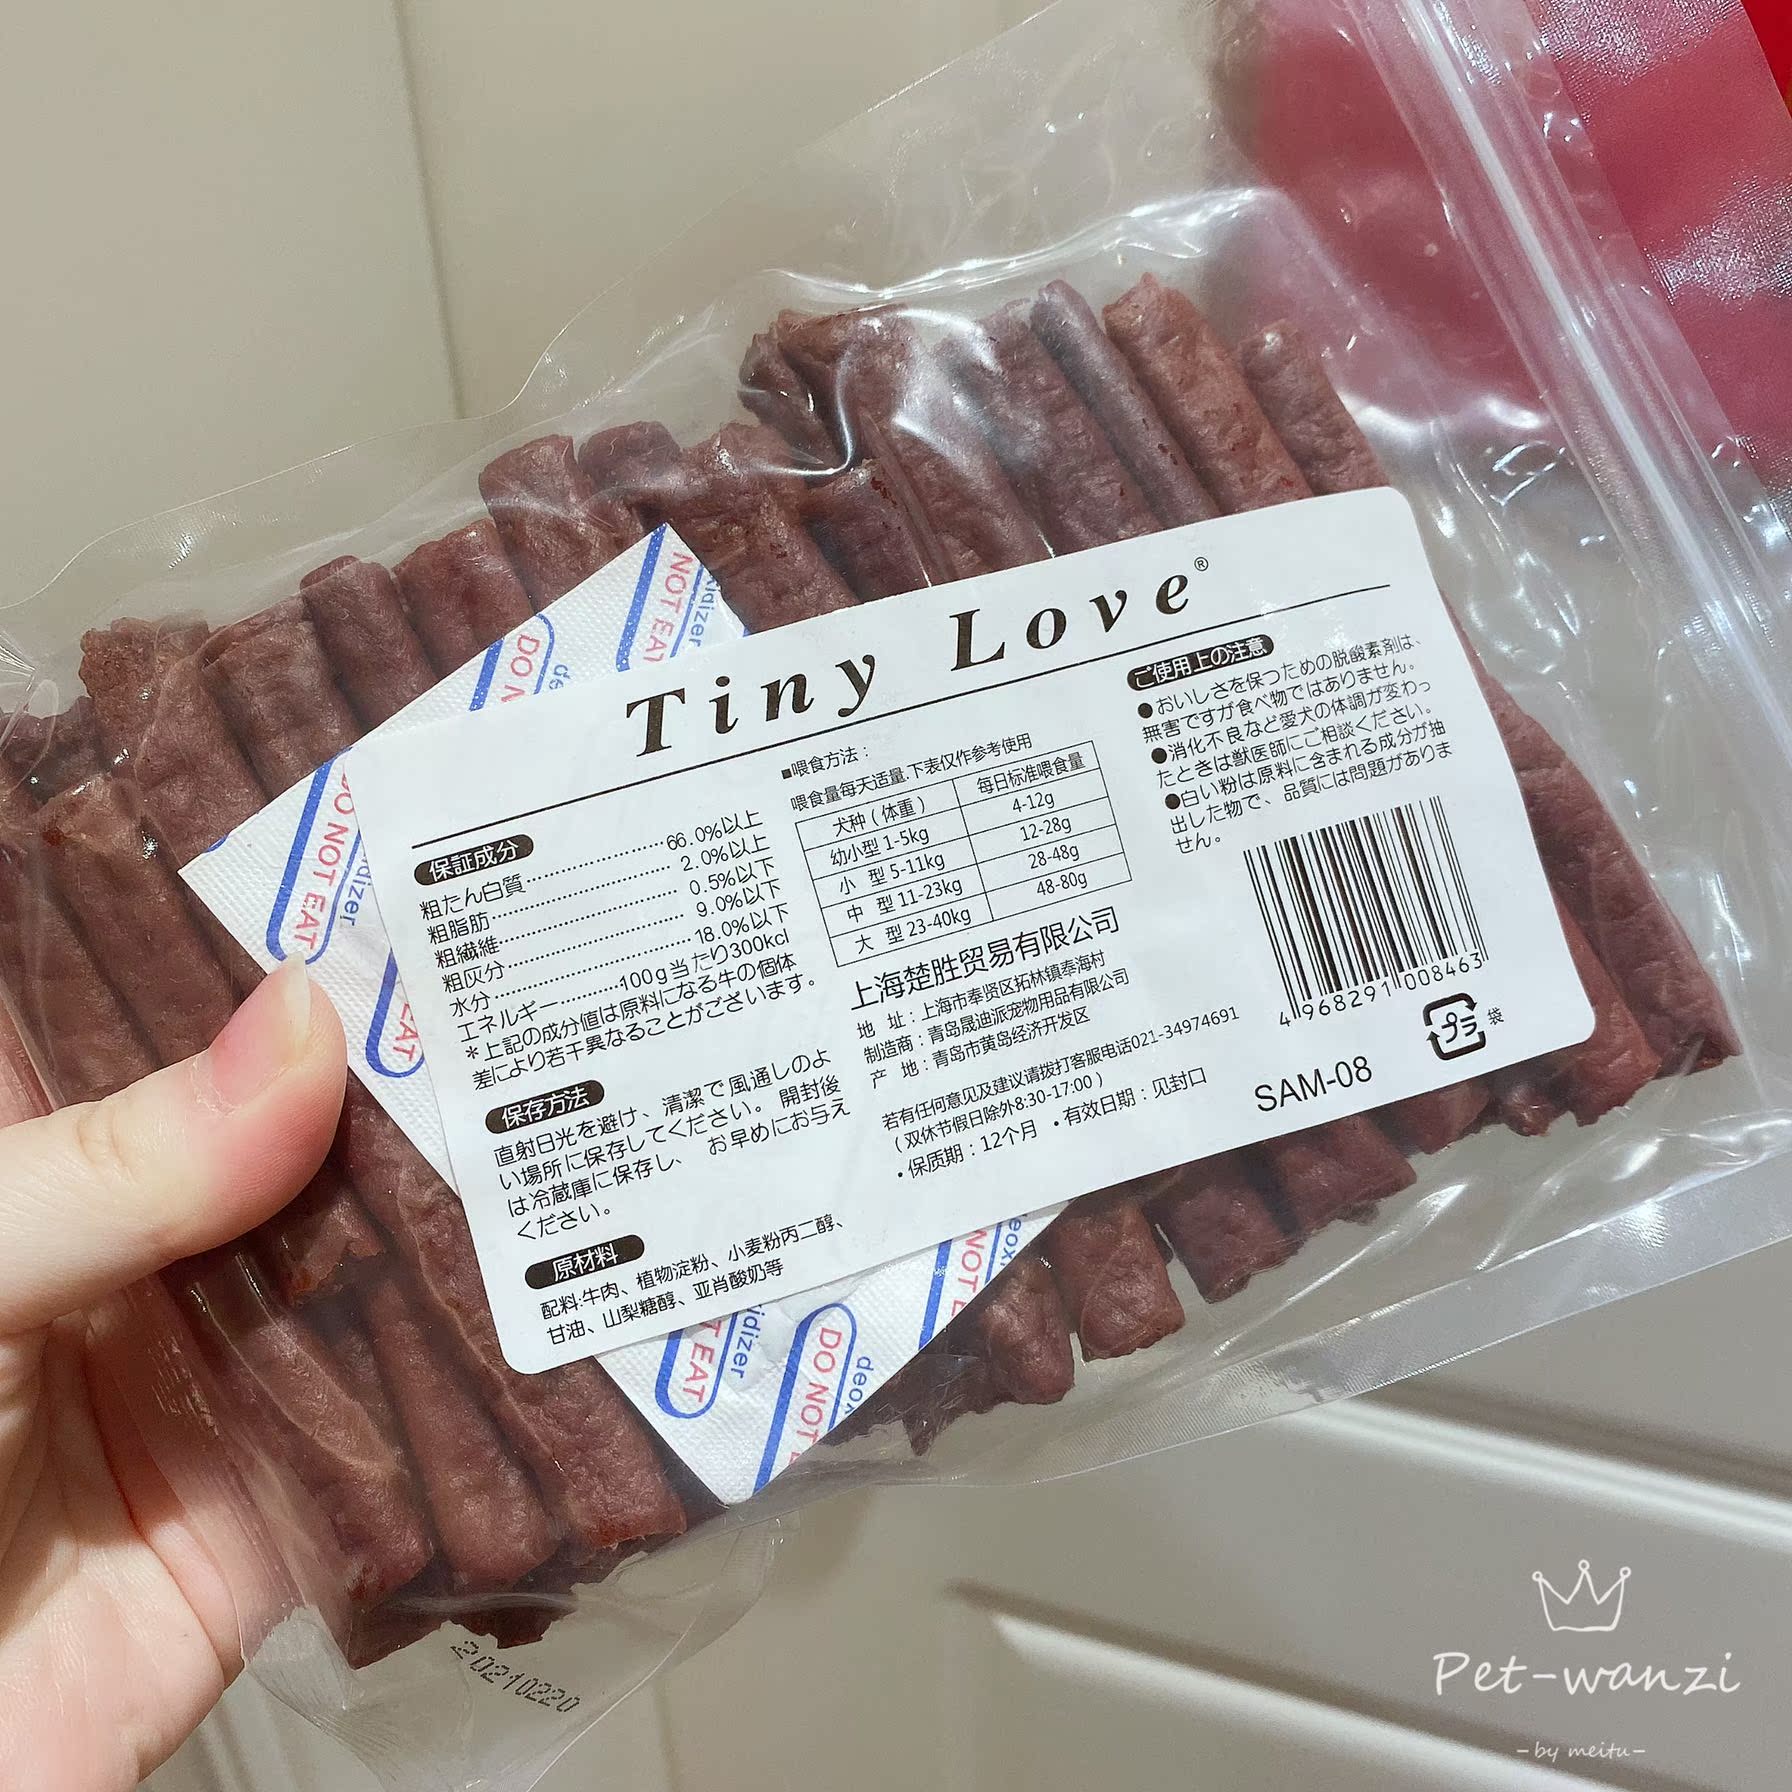 Tiny Love®
保証成分
粗たん白質……………66.0%以上
粗脂肪……………2.0%以上
粗繊維……………0.5%以下
粗灰分……………9.0%以下
水分……………18.0%以下
エネルギー………100g当たり300kcl
＊上記の成分値は原料になる牛の個体
差により若干異なることがございます。
保存方法
直射日光を避け、清潔で風通しのよ
い場所に保存してください。開封後
は冷蔵庫に保存し、お早めにお与え
ください。
原材料
配料:牛肉、植物淀粉、小麦粉丙二醇、
甘油、山梨糖醇、亚肖酸奶等
■喂食方法：
喂食量每天适量.下表仅作参考使用
犬种（体重） 每日标准喂食量
幼小型1-5kg 4-12g
小 型5-11kg 12-28g
中 型11-23kg 28-48g
大 型23-40kg 48-80g
上海楚胜贸易有限公司
地 址：上海市奉贤区拓林镇奉海村
制造商：青岛晟迪派宠物用品有限公司
产 地：青岛市黄岛经济开发区
若有任何意见及建议请拨打客服电话021-34974691
（双休节假日除外8:30-17:00）
・保质期：12个月 ・有效日期：见封口
ご使用上の注意
●おいしさを保つための脱酸素剤は、
無害ですが食べ物ではありません。
●消化不良など愛犬の体調が変わっ
たときは獣医師にご相談ください。
●白い粉は原料に含まれる成分が抽
出した物で、品質には問題がありま
せん。
4968291008463
プラ
袋
SAM-08
DO NOT EAT
NOT EAT
DO NOT
20210220
Pet-wanzi
-by meitu-